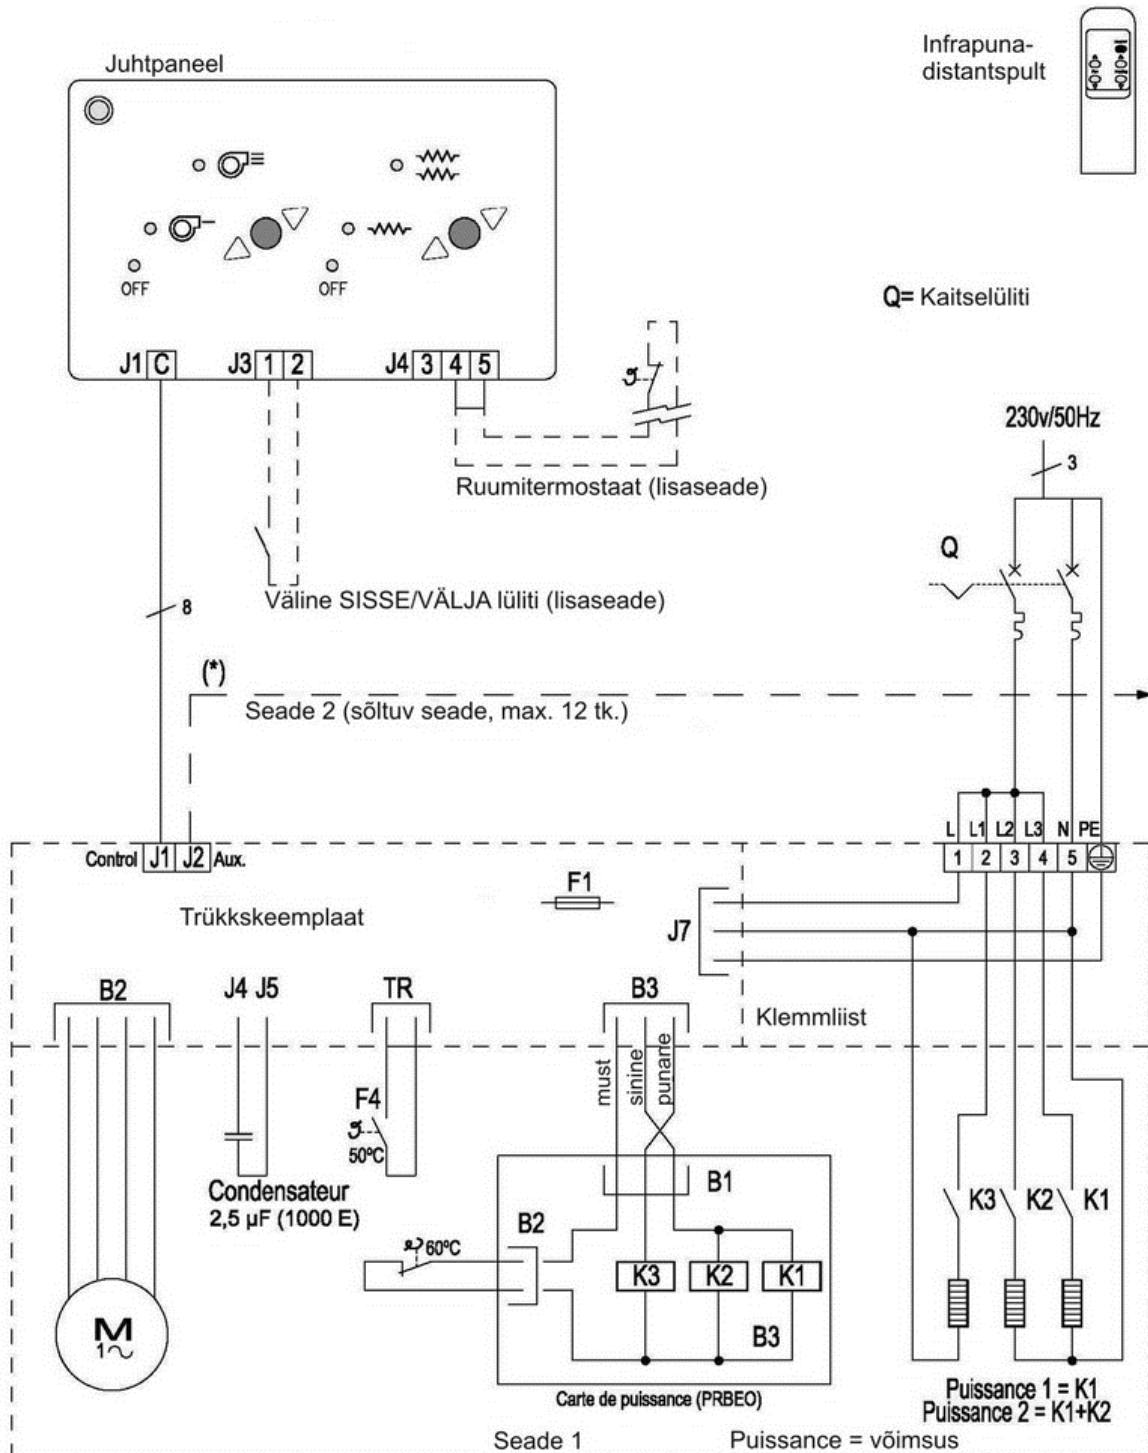 Juhtpaneel
Infrapuna-
distantspult
OFF
OFF
Q= Kaitselüliti
J1 C
J3 1 2
J4 3 4 5
230v/50Hz
3
Ruumitermostaat (lisaseade)
Q
Väline SISSE/VÄLJA lüliti (lisaseade)
8
(*)
Seade 2 (sõltuv seade, max. 12 tk.)
L L1 L2 L3 N PE
1 2 3 4 5
Control J1 J2 Aux.
F1
Trükkskeemplaat
J7
B2
J4 J5
TR
B3
Klemmliist
must
sinine
punane
F4
50ºC
Condensateur
2,5 µF (1000 E)
B1
B2
60ºC
K3 K2 K1
K3 K2 K1
B3
M
1~
Carte de puissance (PRBEO)
Puissance 1 = K1
Puissance 2 = K1+K2
Seade 1
Puissance = võimsus